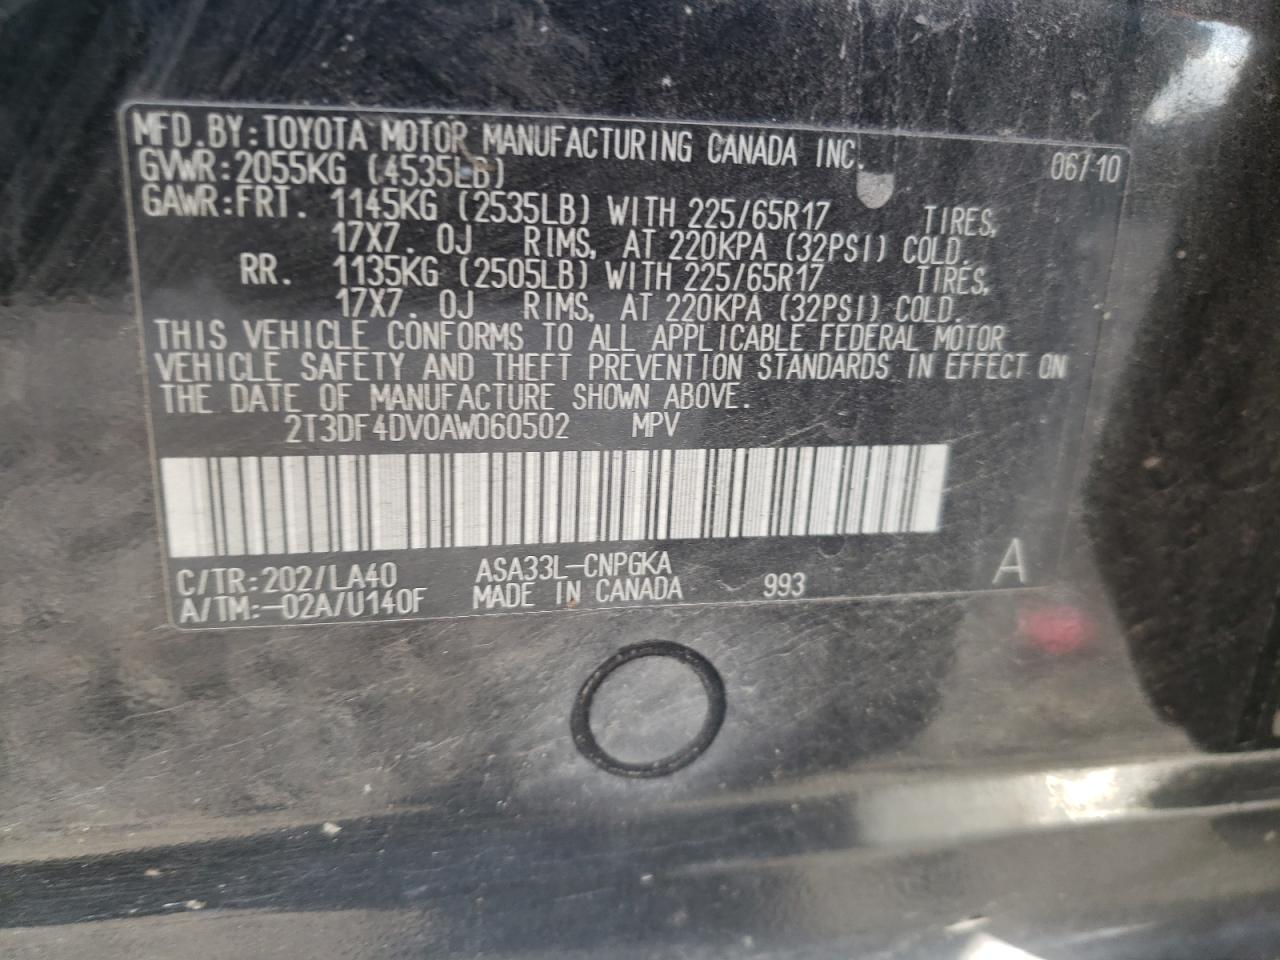 MFD.BY:TOYOTA MOTOR MANUFACTURING CANADA INC. 06/10
GVWR:2055KG (4535LB)
GAWR:FRT. 1145KG (2535LB) WITH 225/65R17 TIRES,
17X7. 0J RIMS, AT 220KPA (32PSI) COLD.
RR. 1135KG (2505LB) WITH 225/65R17 TIRES,
17X7. 0J RIMS, AT 220KPA (32PSI) COLD.
THIS VEHICLE CONFORMS TO ALL APPLICABLE FEDERAL MOTOR
VEHICLE SAFETY AND THEFT PREVENTION STANDARDS IN EFFECT ON
THE DATE OF MANUFACTURE SHOWN ABOVE.
2T3DF4DV0AW060502 MPV
C/TR:202/LA40 ASA33L-CNPGKA
A/TM:-02A/U140F MADE IN CANADA 993 A